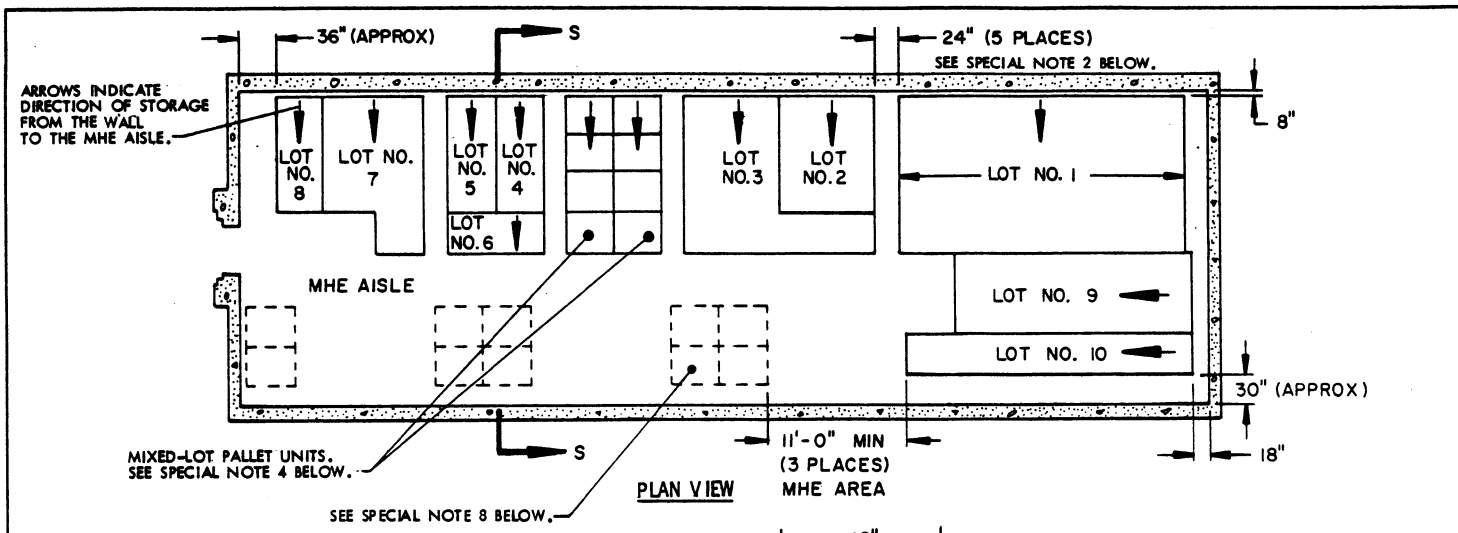 36" (APPROX)
S
24" (5 PLACES)
SEE SPECIAL NOTE 2 BELOW.
ARROWS INDICATE
DIRECTION OF STORAGE
FROM THE WALL
TO THE MHE AISLE.
8"
LOT
NO.
8
LOT NO.
7
LOT
NO.
5
LOT
NO.
4
LOT
NO.6
LOT
NO.3
LOT
NO.2
LOT NO. 1
MHE AISLE
LOT NO. 9
LOT NO. 10
30" (APPROX)
18"
11'-0" MIN
(3 PLACES)
MHE AREA
S
MIXED-LOT PALLET UNITS.
SEE SPECIAL NOTE 4 BELOW.
PLAN VIEW
SEE SPECIAL NOTE 8 BELOW.